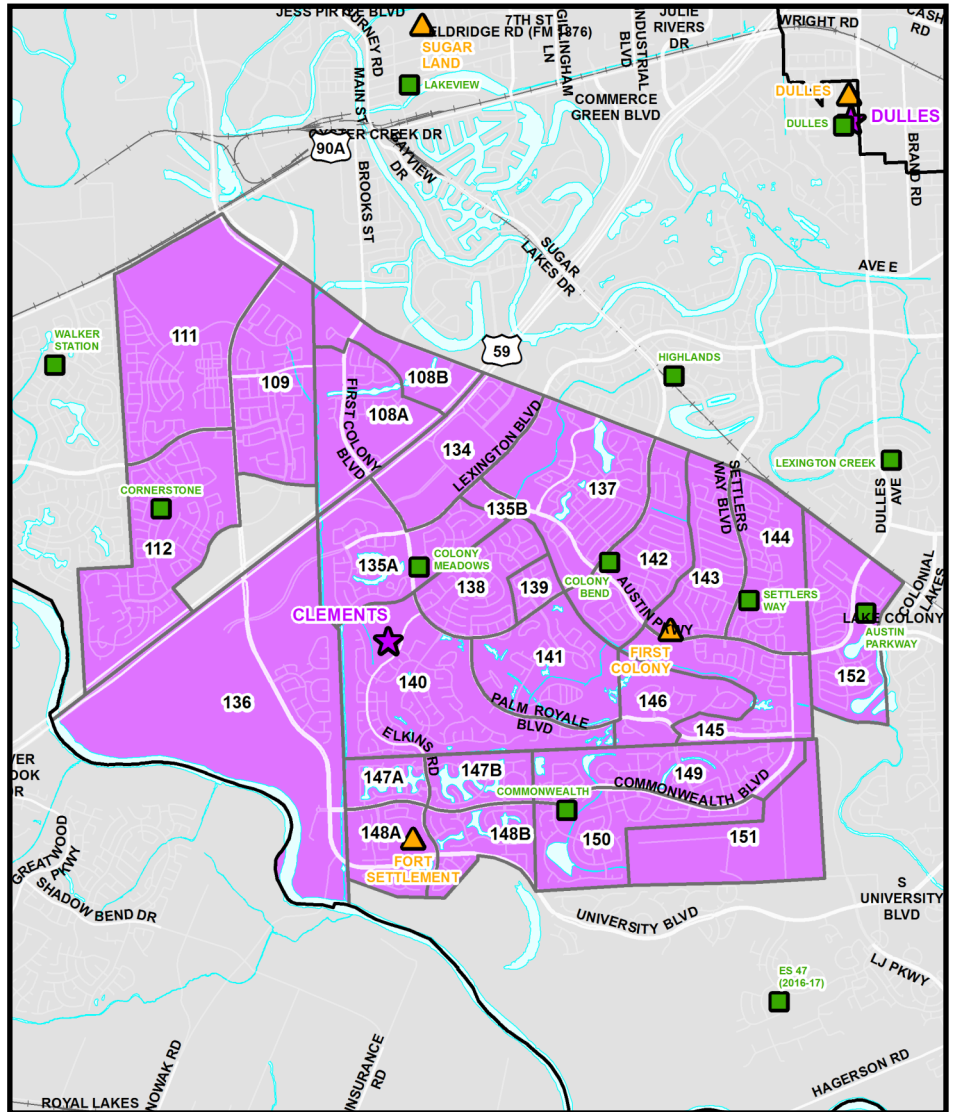 JESS PIRTLE BLVD
BURNEY RD
7TH ST
ELDRIDGE RD (FM 1876)
GILLINGHAM
LN
INDUSTRIAL
BLVD
JULIE
RIVERS
DR
WRIGHT RD
CASH
RD
SUGAR
LAND
LAKEVIEW
MAIN ST
COMMERCE
GREEN BLVD
DULLES
DULLES
DULLES
BRAND RD
OYSTER CREEK DR
90A
BAYVIEW
DR
BROOKS ST
SUGAR
LAKES DR
AVE E
WALKER
STATION
111
59
HIGHLANDS
109
108B
108A
FIRST COLONY
BLVD
134
LEXINGTON BLVD
SETTLERS
WAY BLVD
LEXINGTON CREEK
DULLES
AVE
CORNERSTONE
112
137
135B
144
135A
COLONY
MEADOWS
138
139
COLONY
BEND
142
143
AUSTIN PKWY
SETTLERS
WAY
COLONIAL
LAKES
LAKE COLONY
AUSTIN
PARKWAY
CLEMENTS
FIRST
COLONY
141
140
136
146
152
PALM ROYALE
BLVD
145
ELKINS
RD
147A
147B
149
COMMONWEALTH
COMMONWEALTH BLVD
148A
148B
150
151
FORT
SETTLEMENT
GREATWOOD
PKWY
SHADOW BEND DR
UNIVERSITY BLVD
S
UNIVERSITY
BLVD
LJ PKWY
ES 47
(2016-17)
HAGERSON RD
ROYAL LAKES
NOWAK RD
INSURANCE
RD